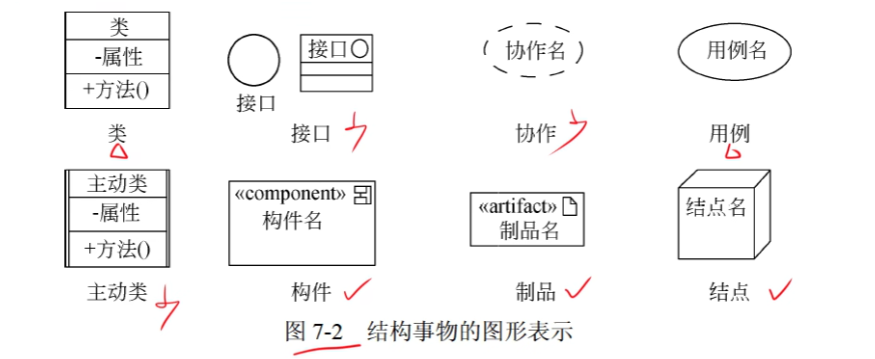 类
-属性
+方法()
类
接口
接口
接口
协作名
协作
用例名
用例
主动类
-属性
+方法()
主动类
«component»
构件名
构件
«artifact»
制品名
制品
结点名
结点
图 7-2 结构事物的图形表示